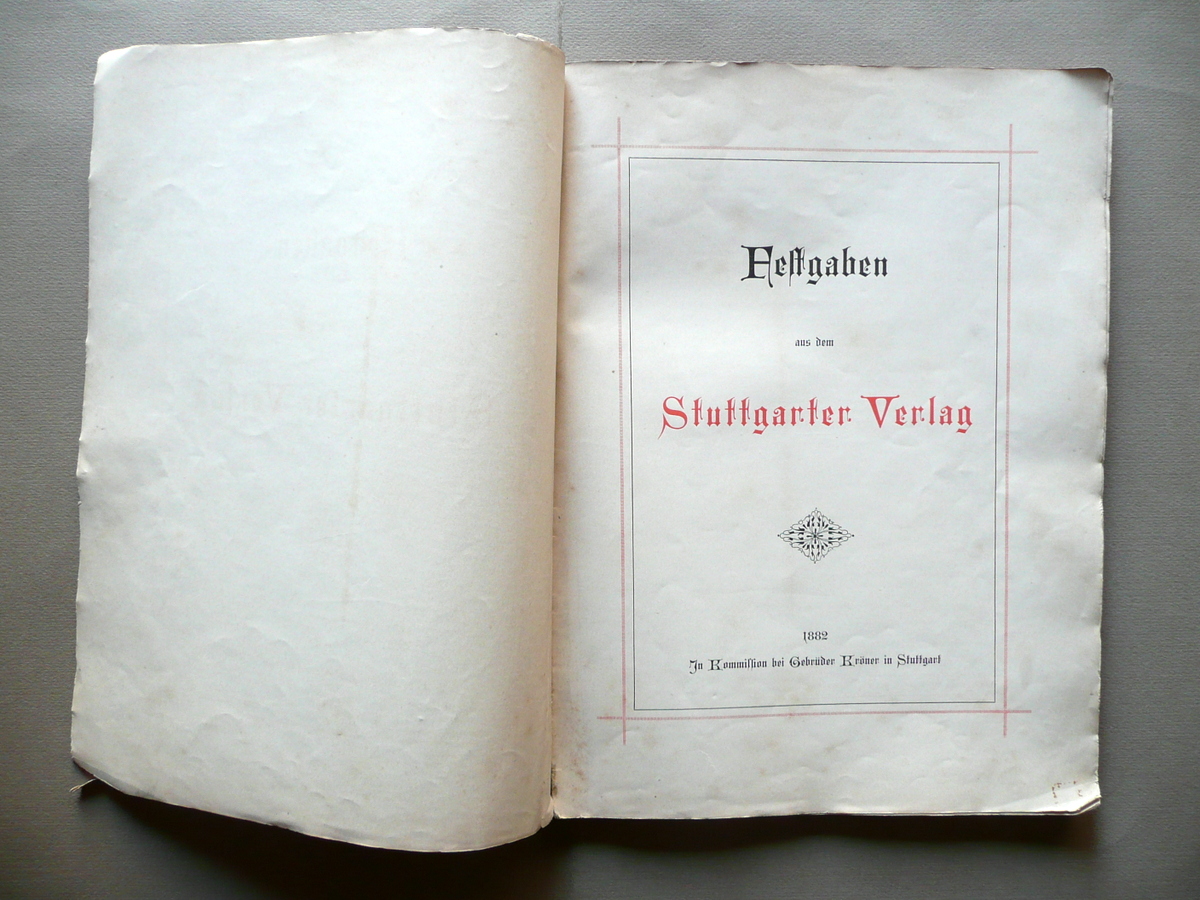 Festgaben
aus dem
Stuttgarter Verlag
1882
In Kommission bei Gebrüder Kröner in Stuttgart